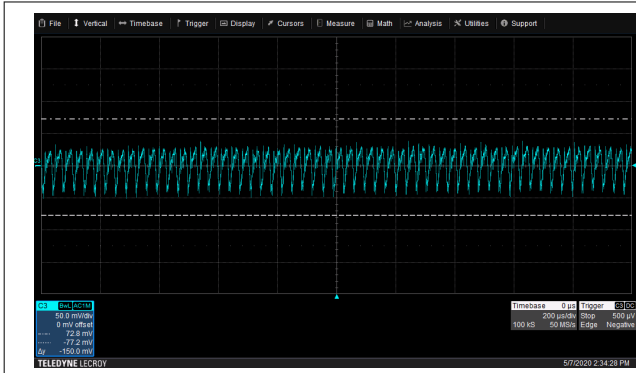 File Vertical Timebase Trigger Display Cursors Measure Math Analysis Utilities Support
C3
C3 BwL AC1M
50.0 mV/div
0 mV offset
72.8 mV
-77.2 mV
Δy -150.0 mV
Timebase 0 µs
200 µs/div
100 kS 50 MS/s
Trigger C3 DC
Stop 500 µV
Edge Negative
TELEDYNE LECROY 5/7/2020 2:34:28 PM